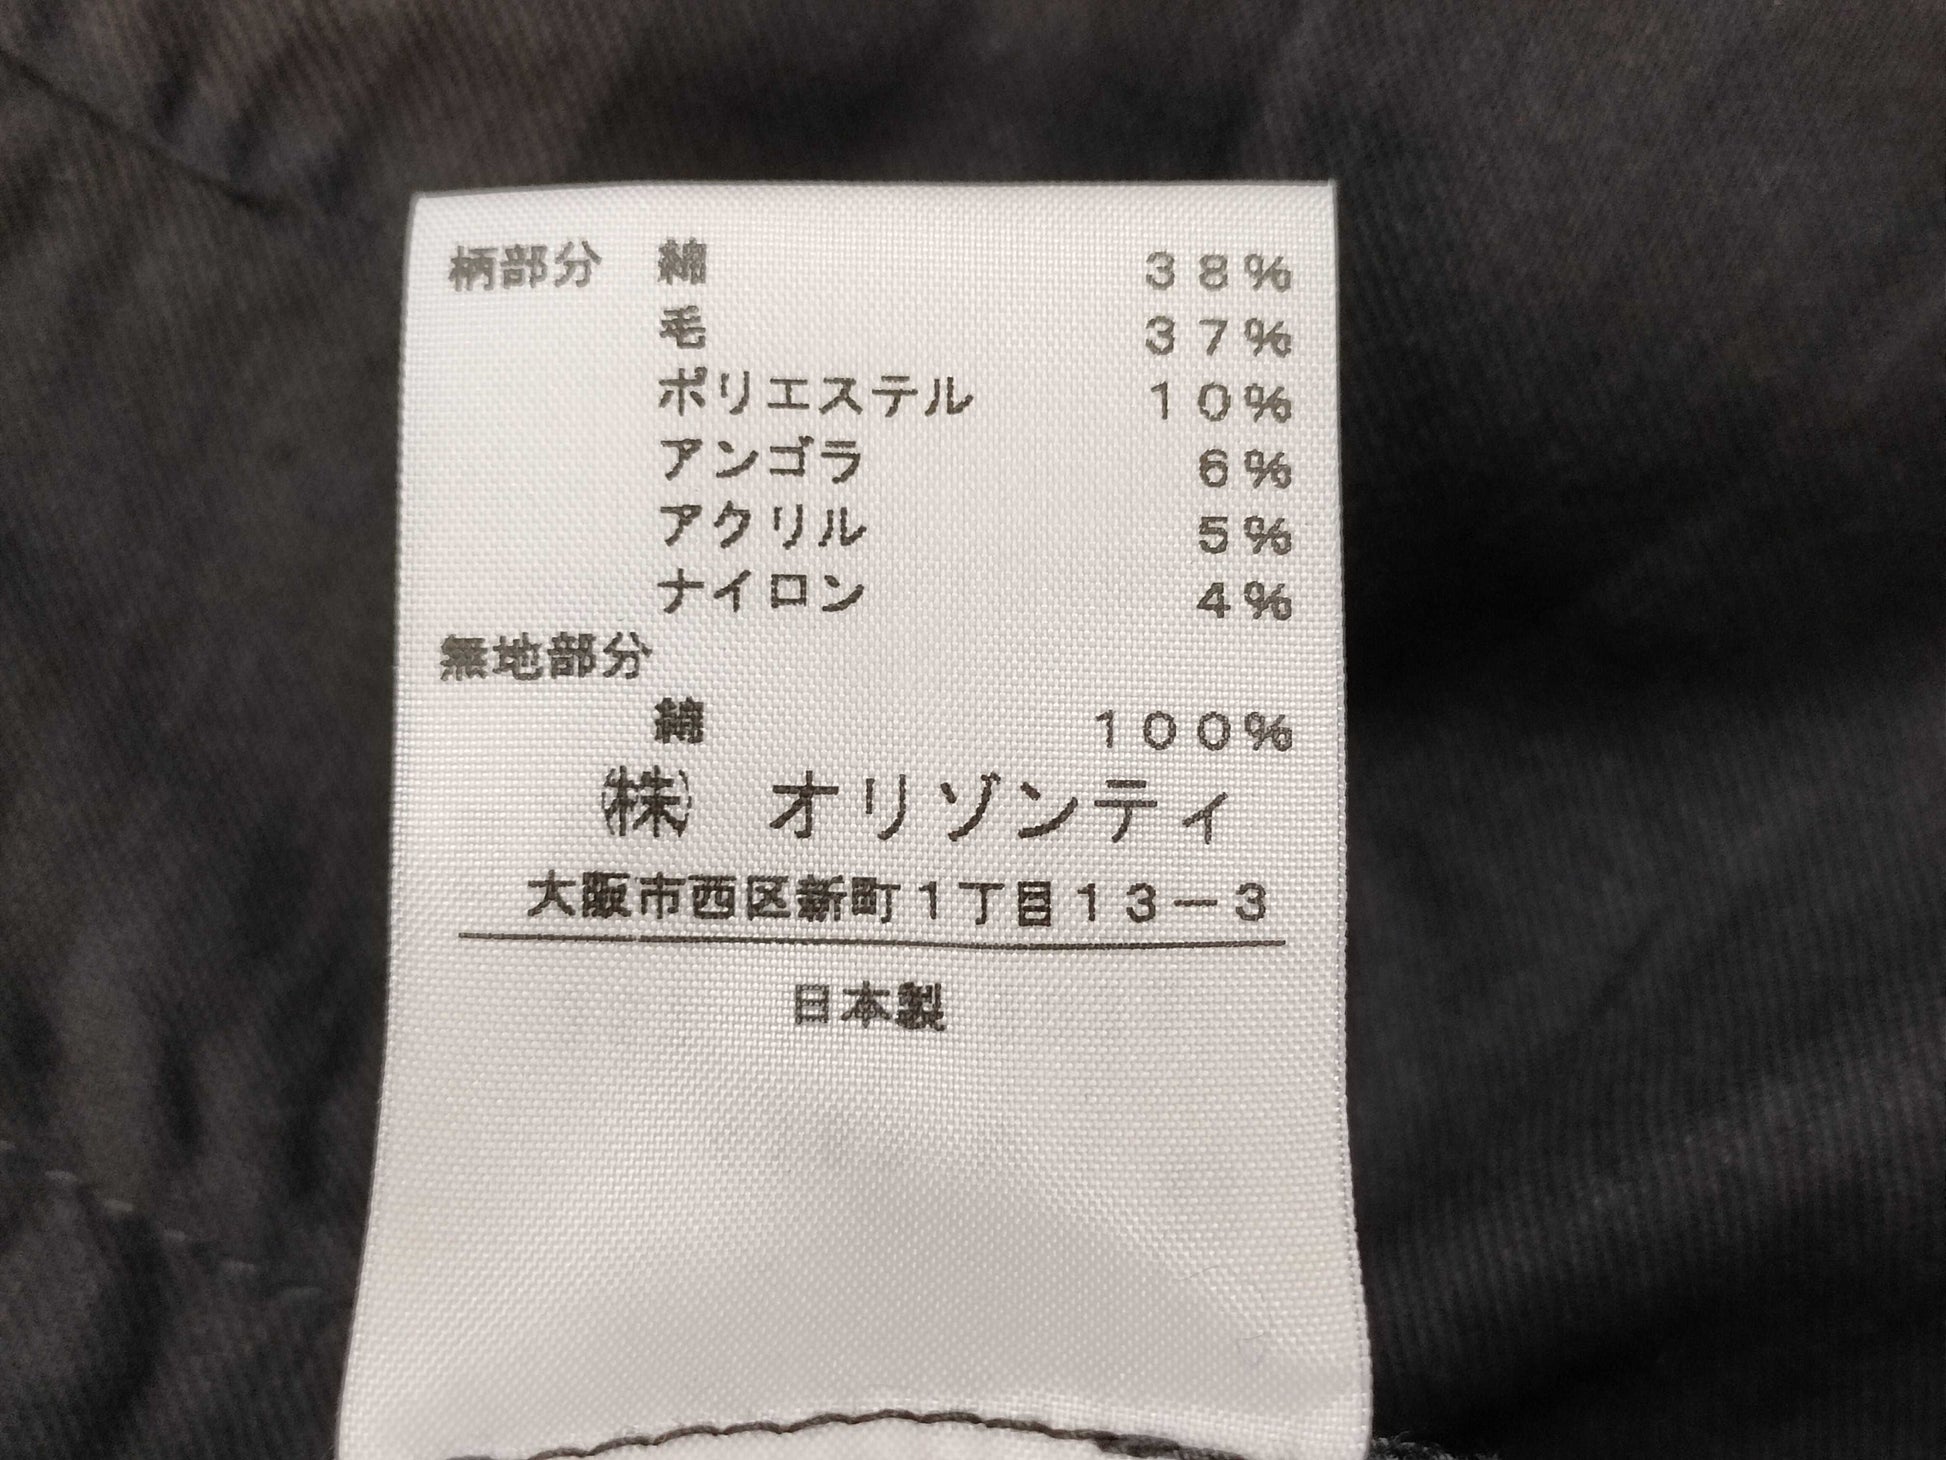 柄部分 綿 38%
毛 37%
ポリエステル 10%
アンゴラ 6%
アクリル 5%
ナイロン 4%
無地部分
綿 100%
㈱ オリゾンティ
大阪市西区新町1丁目13-3
日本製